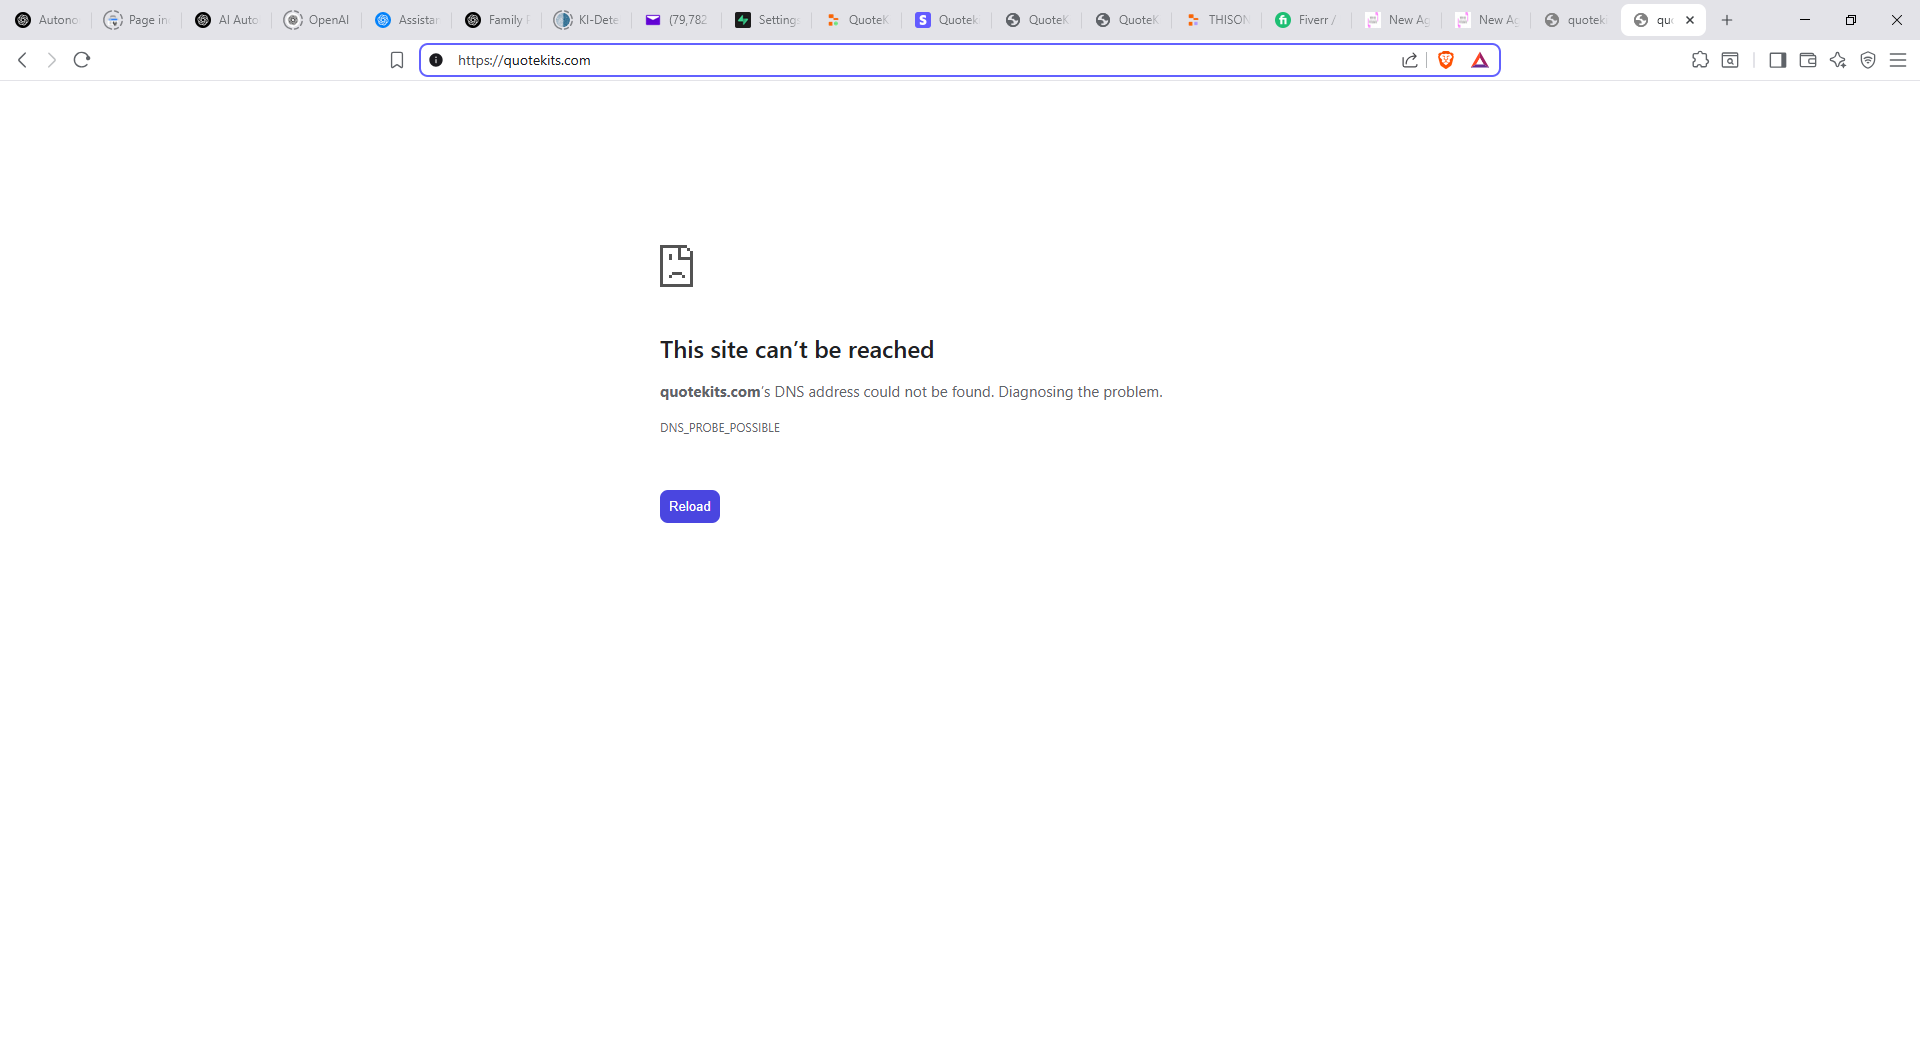 Autono
Page in
AI Auto
OpenAI
Assistan
Family F
KI-Dete
(79,782
Settings
QuoteK
Quotek
QuoteK
QuoteK
THISON
Fiverr /
New Ag
New Ag
quotek
qu
https://quotekits.com
This site can’t be reached
quotekits.com’s DNS address could not be found. Diagnosing the problem.
DNS_PROBE_POSSIBLE
Reload